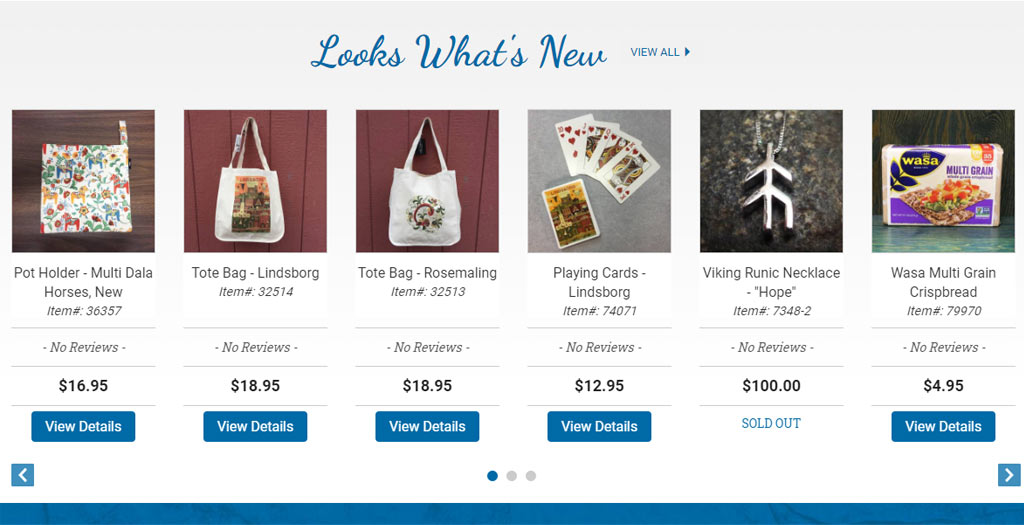 Looks What's New
VIEW ALL
wasa
MULTI GRAIN
Pot Holder - Multi Dala
Horses, New
Item#: 36357
Tote Bag - Lindsborg
Item#: 32514
Tote Bag - Rosemaling
Item#: 32513
Playing Cards -
Lindsborg
Item#: 74071
Viking Runic Necklace
- "Hope"
Item#: 7348-2
Wasa Multi Grain
Crispbread
Item#: 79970
- No Reviews -
- No Reviews -
- No Reviews -
- No Reviews -
- No Reviews -
- No Reviews -
$16.95
$18.95
$18.95
$12.95
$100.00
$4.95
View Details
View Details
View Details
View Details
SOLD OUT
View Details